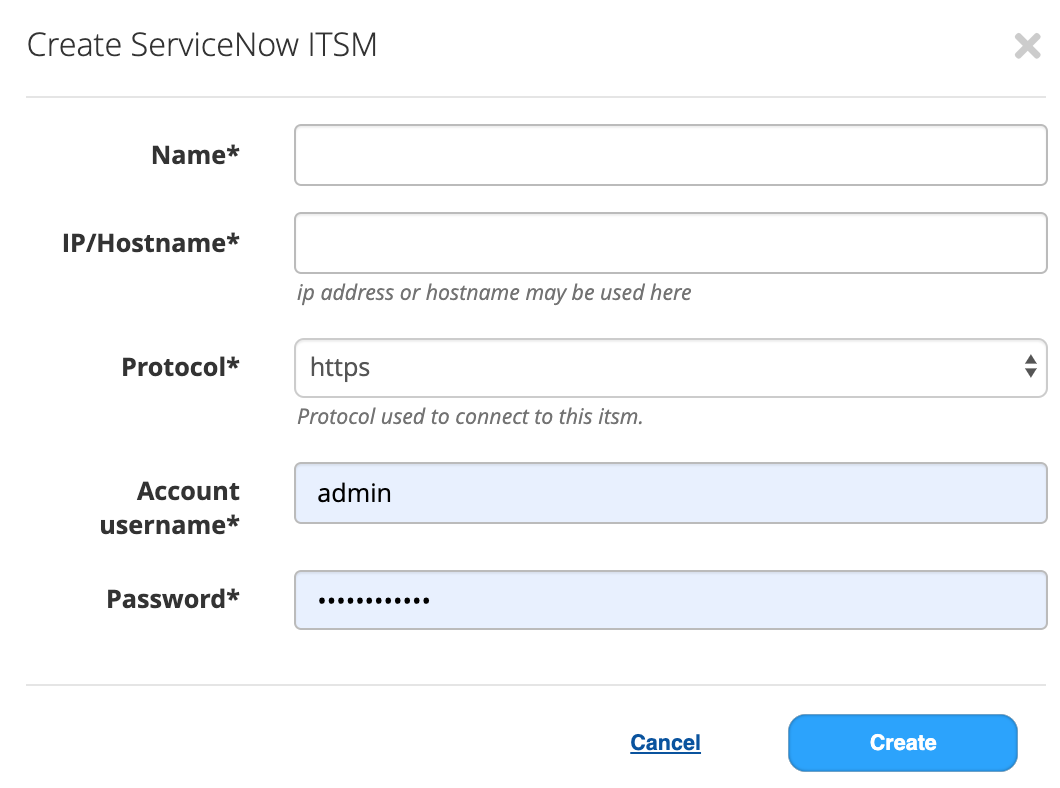 Create ServiceNow ITSM
Name*
IP/Hostname*
ip address or hostname may be used here
Protocol*
https
Protocol used to connect to this itsm.
Account
username*
admin
Password*
••••••••••••
Cancel
Create